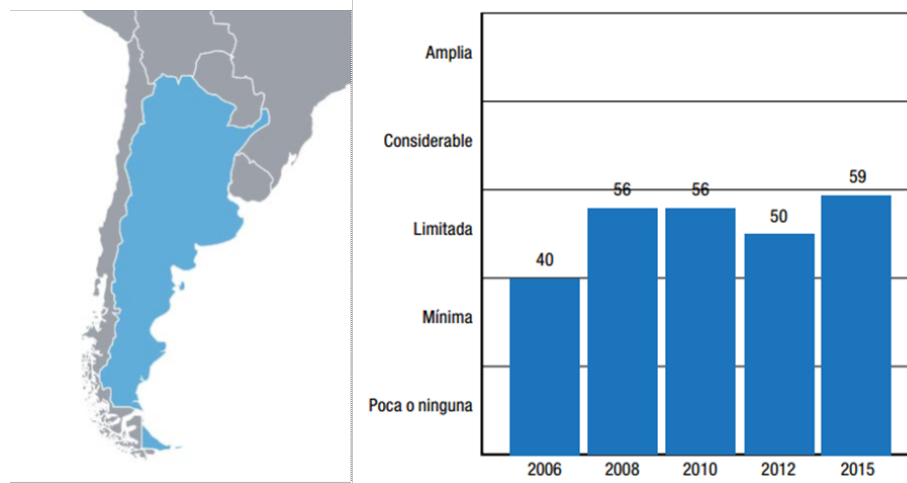 Amplia
Considerable
Limitada
Mínima
Poca o ninguna
40
56
56
50
59
2006 2008 2010 2012 2015